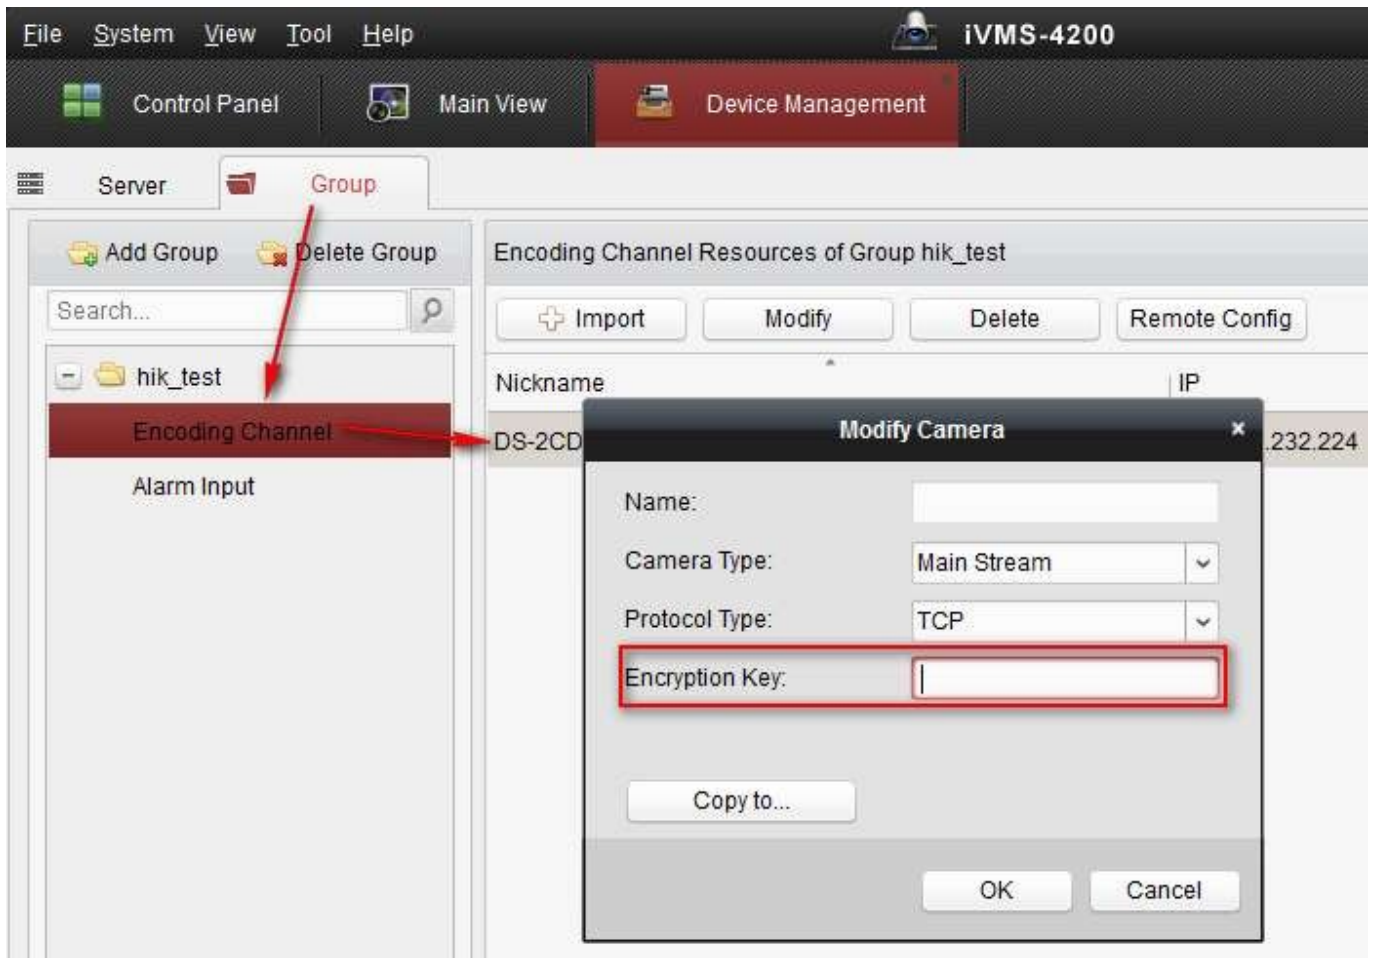 File System View Tool Help iVMS-4200
Control Panel Main View Device Management
Server Group
Add Group Delete Group Encoding Channel Resources of Group hik_test
Search... Import Modify Delete Remote Config
hik_test Nickname IP
Encoding Channel DS-2CD Modify Camera × .232.224
Alarm Input
Name:
Camera Type: Main Stream
Protocol Type: TCP
Encryption Key:
Copy to...
OK Cancel